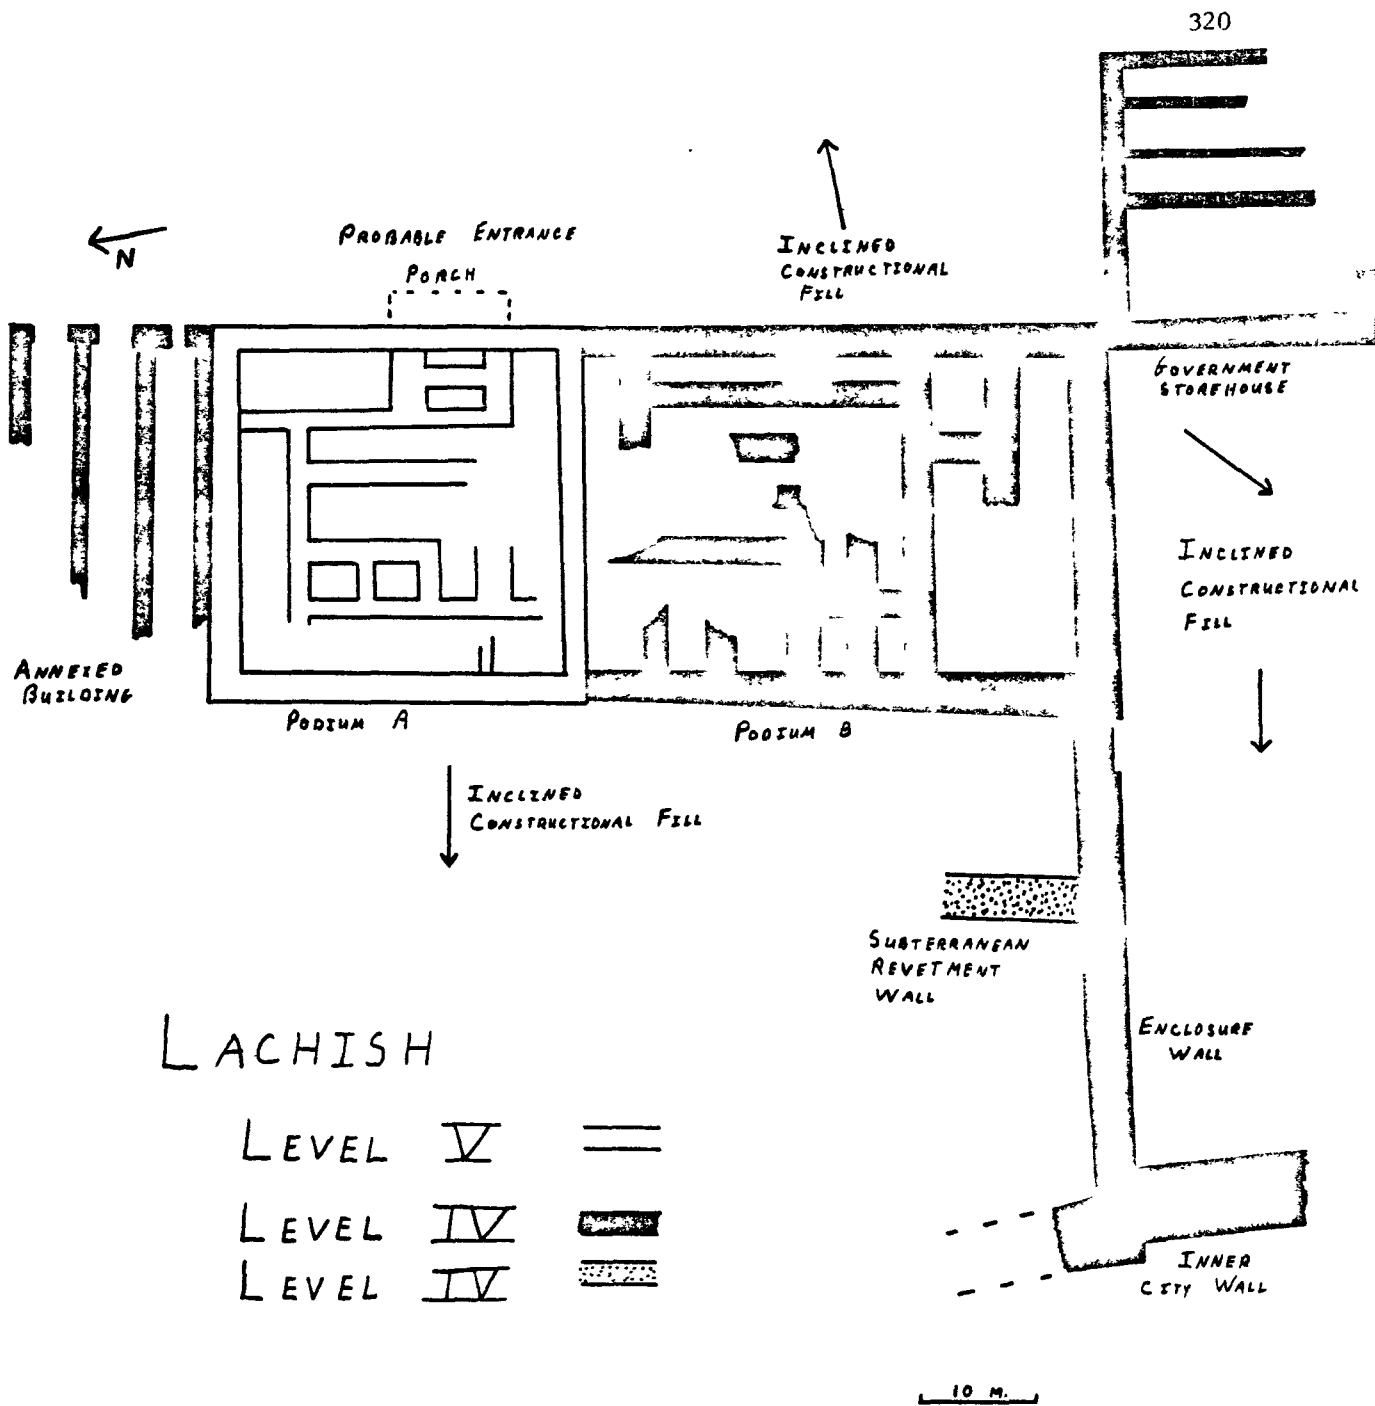 320
N
PROBABLE ENTRANCE
PORCH
INCLINED
CONSTRUCTIONAL
FILL
GOVERNMENT
STOREHOUSE
INCLINED
CONSTRUCTIONAL
FILL
ANNEXED
BUILDING
PODIUM A
PODIUM B
INCLINED
CONSTRUCTIONAL FILL
SUBTERRANEAN
REVETMENT
WALL
ENCLOSURE
WALL
LACHISH
LEVEL V
LEVEL IV
LEVEL IV
INNER
CITY WALL
10 M.